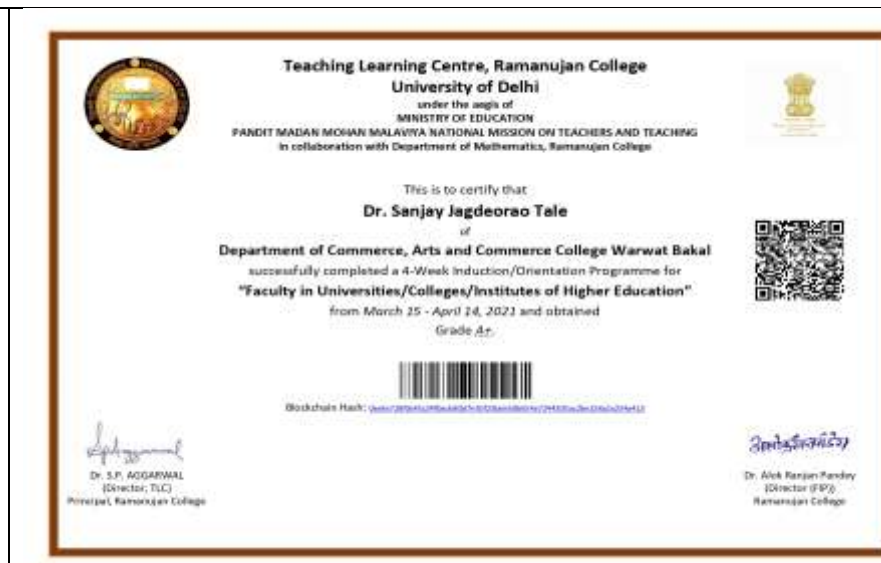 Teaching Learning Centre, Ramanujan College
University of Delhi
under the aegis of
MINISTRY OF EDUCATION
PANDIT MADAN MOHAN MALAVIYA NATIONAL MISSION ON TEACHERS AND TEACHING
In collaboration with Department of Mathematics, Ramanujan College
This is to certify that
Dr. Sanjay Jagdeorao Tale
of
Department of Commerce, Arts and Commerce College Warwat Bakal
successfully completed a 4-Week Induction/Orientation Programme for
"Faculty in Universities/Colleges/Institutes of Higher Education"
from March 15 - April 14, 2021 and obtained
Grade A+.
Blockchain Hash:
Dr. S.P. AGGARWAL
(Director, TLC)
Principal, Ramanujan College
Dr. Alok Ranjan Pandey
(Director (FIP))
Ramanujan College